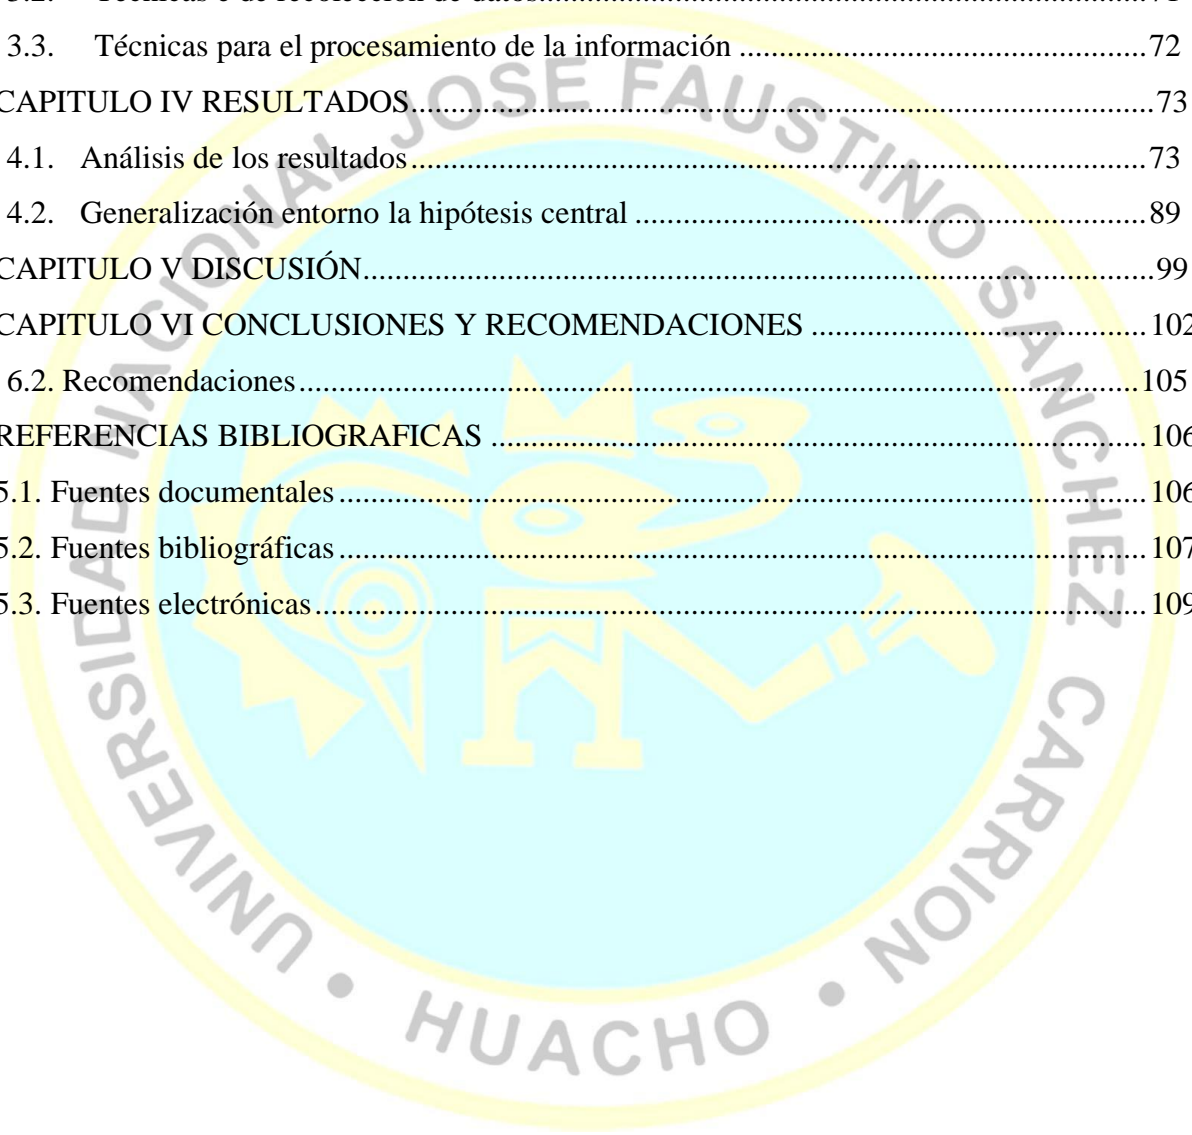 3.3. Técnicas para el procesamiento de la información ........ 72
CAPITULO IV RESULTADOS ........ 73
4.1. Análisis de los resultados ........ 73
4.2. Generalización entorno la hipótesis central ........ 89
CAPITULO V DISCUSIÓN ........ 99
CAPITULO VI CONCLUSIONES Y RECOMENDACIONES ........ 102
6.2. Recomendaciones ........ 105
REFERENCIAS BIBLIOGRAFICAS ........ 106
5.1. Fuentes documentales ........ 106
5.2. Fuentes bibliográficas ........ 107
5.3. Fuentes electrónicas ........ 109
UNIVERSIDAD NACIONAL JOSE FAUSTINO SANCHEZ CARRION • HUACHO •